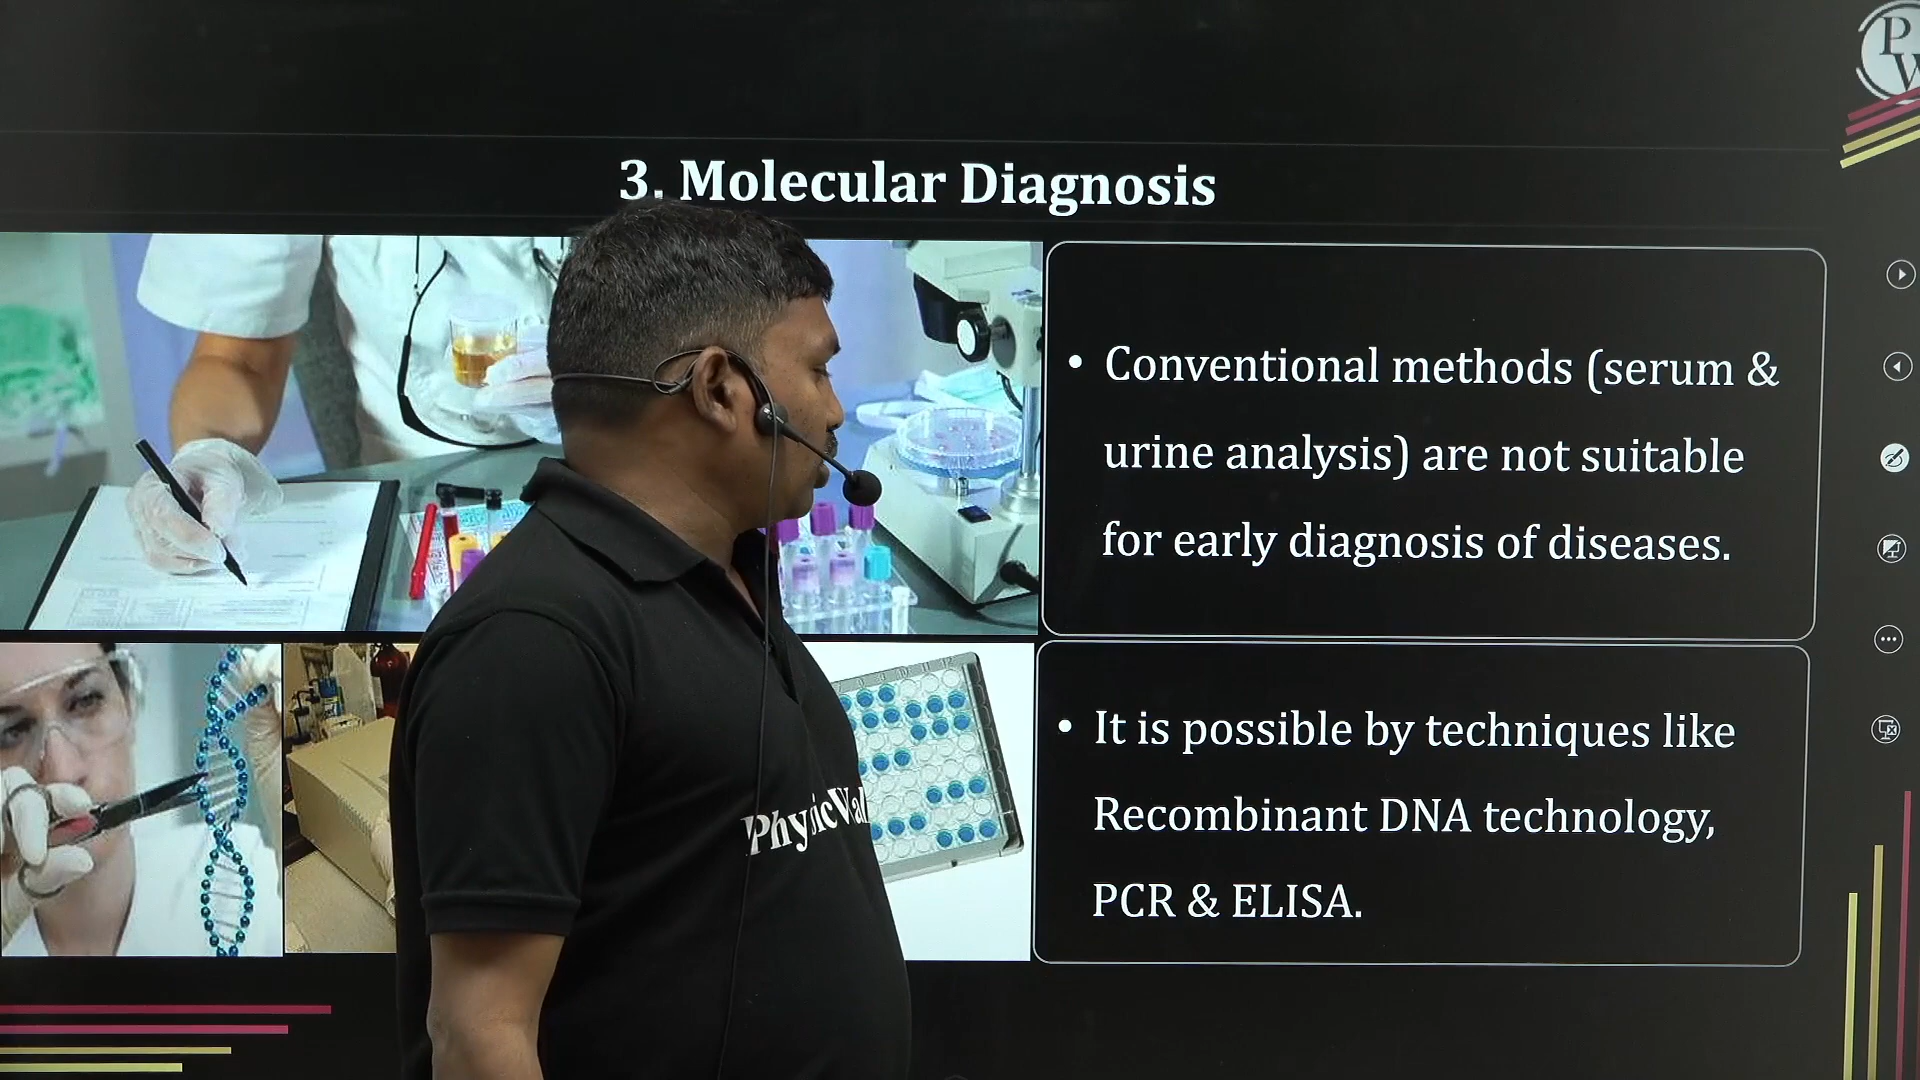 P
W
3. Molecular Diagnosis
• Conventional methods (serum &
urine analysis) are not suitable
for early diagnosis of diseases.
• It is possible by techniques like
Recombinant DNA technology,
PCR & ELISA.
PhysicWal